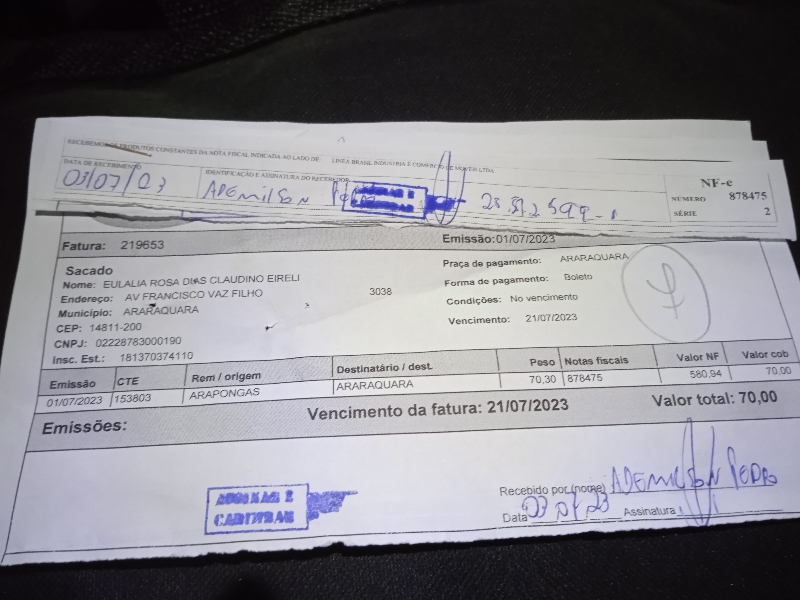 RECEBEMOS OS PRODUTOS CONSTANTES DA NOTA FISCAL INDICADA AO LADO DE LINEA BRASIL INDUSTRIA E COMERCIO DE MOVEIS LTDA
DATA DE RECEBIMENTO
IDENTIFICAÇÃO E ASSINATURA DO RECEBEDOR
03/07/03
ADEMILSON
NF-e
NÚMERO 878475
SÉRIE 2
Fatura: 219653
Emissão:01/07/2023
Sacado
Nome: EULALIA ROSA DIAS CLAUDINO EIRELI
Endereço: AV FRANCISCO VAZ FILHO 3038
Município: ARARAQUARA
CEP: 14811-200
CNPJ: 02228783000190
Insc. Est.: 181370374110
Praça de pagamento: ARARAQUARA
Forma de pagamento: Boleto
Condições: No vencimento
Vencimento: 21/07/2023
Emissão CTE Rem / origem Destinatário / dest. Peso Notas fiscais Valor NF Valor cob
01/07/2023 153803 ARAPONGAS ARARAQUARA 70,30 878475 580,94 70,00
Vencimento da fatura: 21/07/2023 Valor total: 70,00
Emissões:
Recebido por (nome) ADEMILSON PEDRO
Data 03 07 23 Assinatura